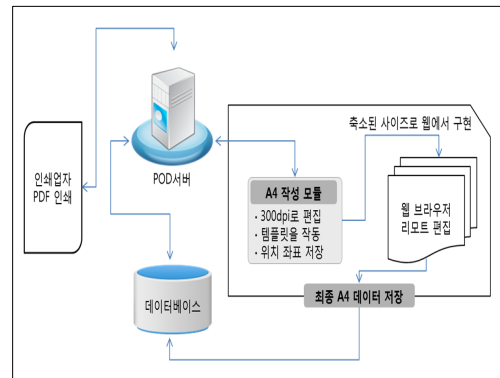 축소된 사이즈로 웹에서 구현
인쇄업자
PDF 인쇄
POD서버
A4 작성 모듈
· 300dpi로 편집
· 템플릿을 작동
· 위치 좌표 저장
웹 브라우저
리모트 편집
데이터베이스
최종 A4 데이터 저장